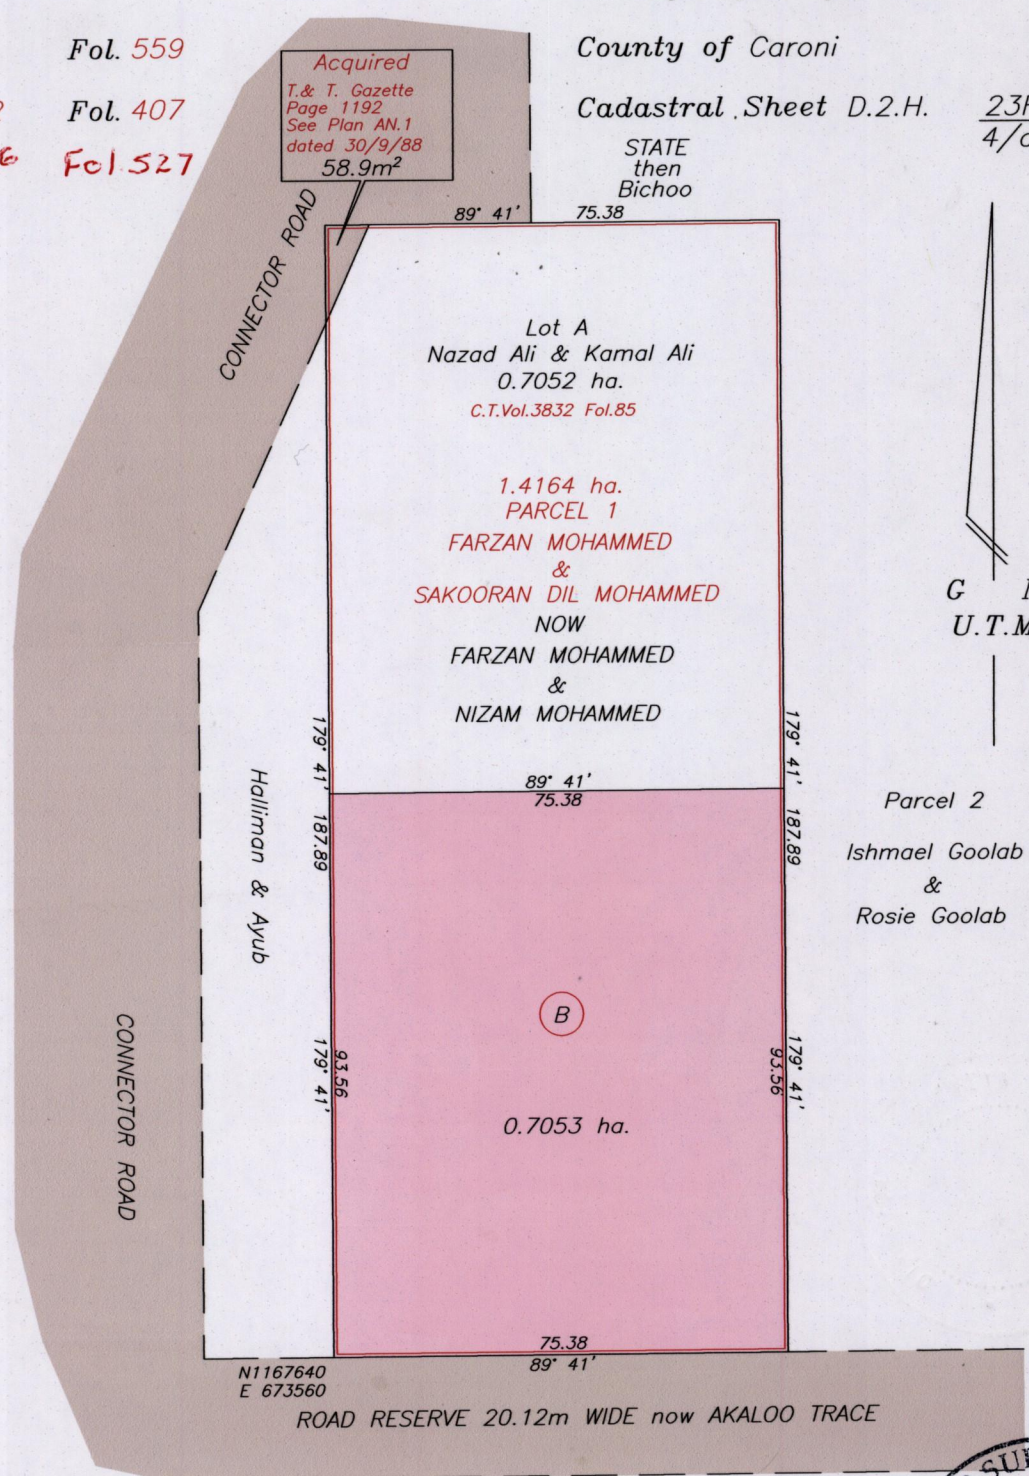 Fol. 559
Fol. 407
Fol. 527
County of Caroni
Cadastral Sheet D.2.H.
Acquired
T.& T. Gazette
Page 1192
See Plan AN.1
dated 30/9/88
58.9m²
STATE
then
Bichoo
89° 41' 75.38
CONNECTOR ROAD
Lot A
Nazad Ali & Kamal Ali
0.7052 ha.
C.T.Vol.3832 Fol.85
1.4164 ha.
PARCEL 1
FARZAN MOHAMMED
&
SAKOORAN DIL MOHAMMED
NOW
FARZAN MOHAMMED
&
NIZAM MOHAMMED
G
U.T.M
179° 41' 187.89
179° 41' 187.89
89° 41'
75.38
Halliman & Ayub
Parcel 2
Ishmael Goolab
&
Rosie Goolab
B
CONNECTOR ROAD
179° 41'
93.56
93.56
179° 41'
0.7053 ha.
75.38
89° 41'
N1167640
E 673560
ROAD RESERVE 20.12m WIDE now AKALOO TRACE